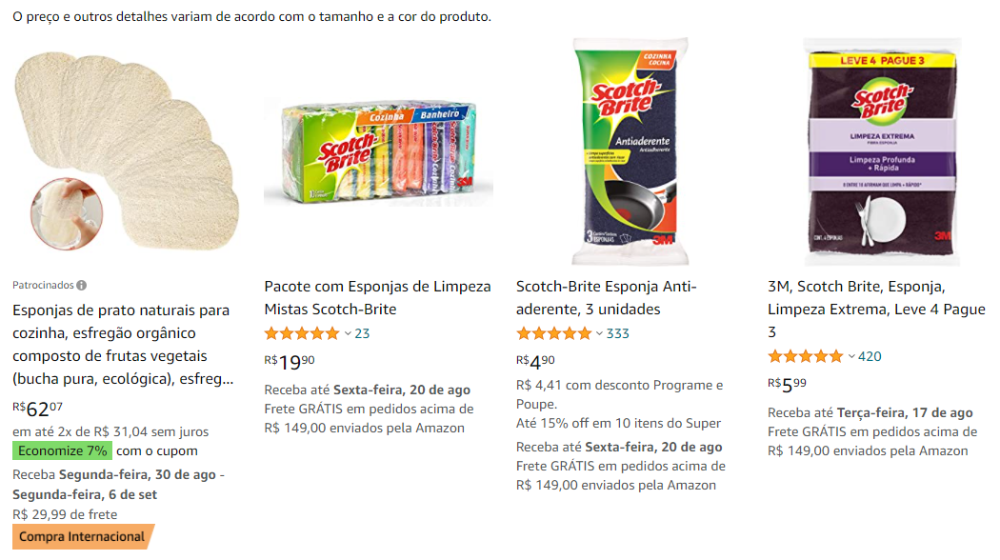 O preço e outros detalhes variam de acordo com o tamanho e a cor do produto.
Cozinha
Banheiro
Scotch-Brite
3M
COZINHA
COCINA
Scotch-Brite
Antiaderente
Antiadherente
3
ESPONJAS
3M
LEVE 4 PAGUE 3
Scotch-Brite
LIMPEZA EXTREMA
FIBRA ESPONJA
Limpeza Profunda
+ Rápida
CONT. 4 ESPONJAS
3M
Patrocinados
Esponjas de prato naturais para
cozinha, esfregão orgânico
composto de frutas vegetais
(bucha pura, ecológica), esfreg...
R$6207
em até 2x de R$ 31,04 sem juros
Economize 7% com o cupom
Receba Segunda-feira, 30 de ago -
Segunda-feira, 6 de set
R$ 29,99 de frete
Compra Internacional
Pacote com Esponjas de Limpeza
Mistas Scotch-Brite
23
R$1990
Receba até Sexta-feira, 20 de ago
Frete GRÁTIS em pedidos acima de
R$ 149,00 enviados pela Amazon
Scotch-Brite Esponja Anti-
aderente, 3 unidades
333
R$490
R$ 4,41 com desconto Programe e
Poupe.
Até 15% off em 10 itens do Super
Receba até Sexta-feira, 20 de ago
Frete GRÁTIS em pedidos acima de
R$ 149,00 enviados pela Amazon
3M, Scotch Brite, Esponja,
Limpeza Extrema, Leve 4 Pague
3
420
R$599
Receba até Terça-feira, 17 de ago
Frete GRÁTIS em pedidos acima de
R$ 149,00 enviados pela Amazon